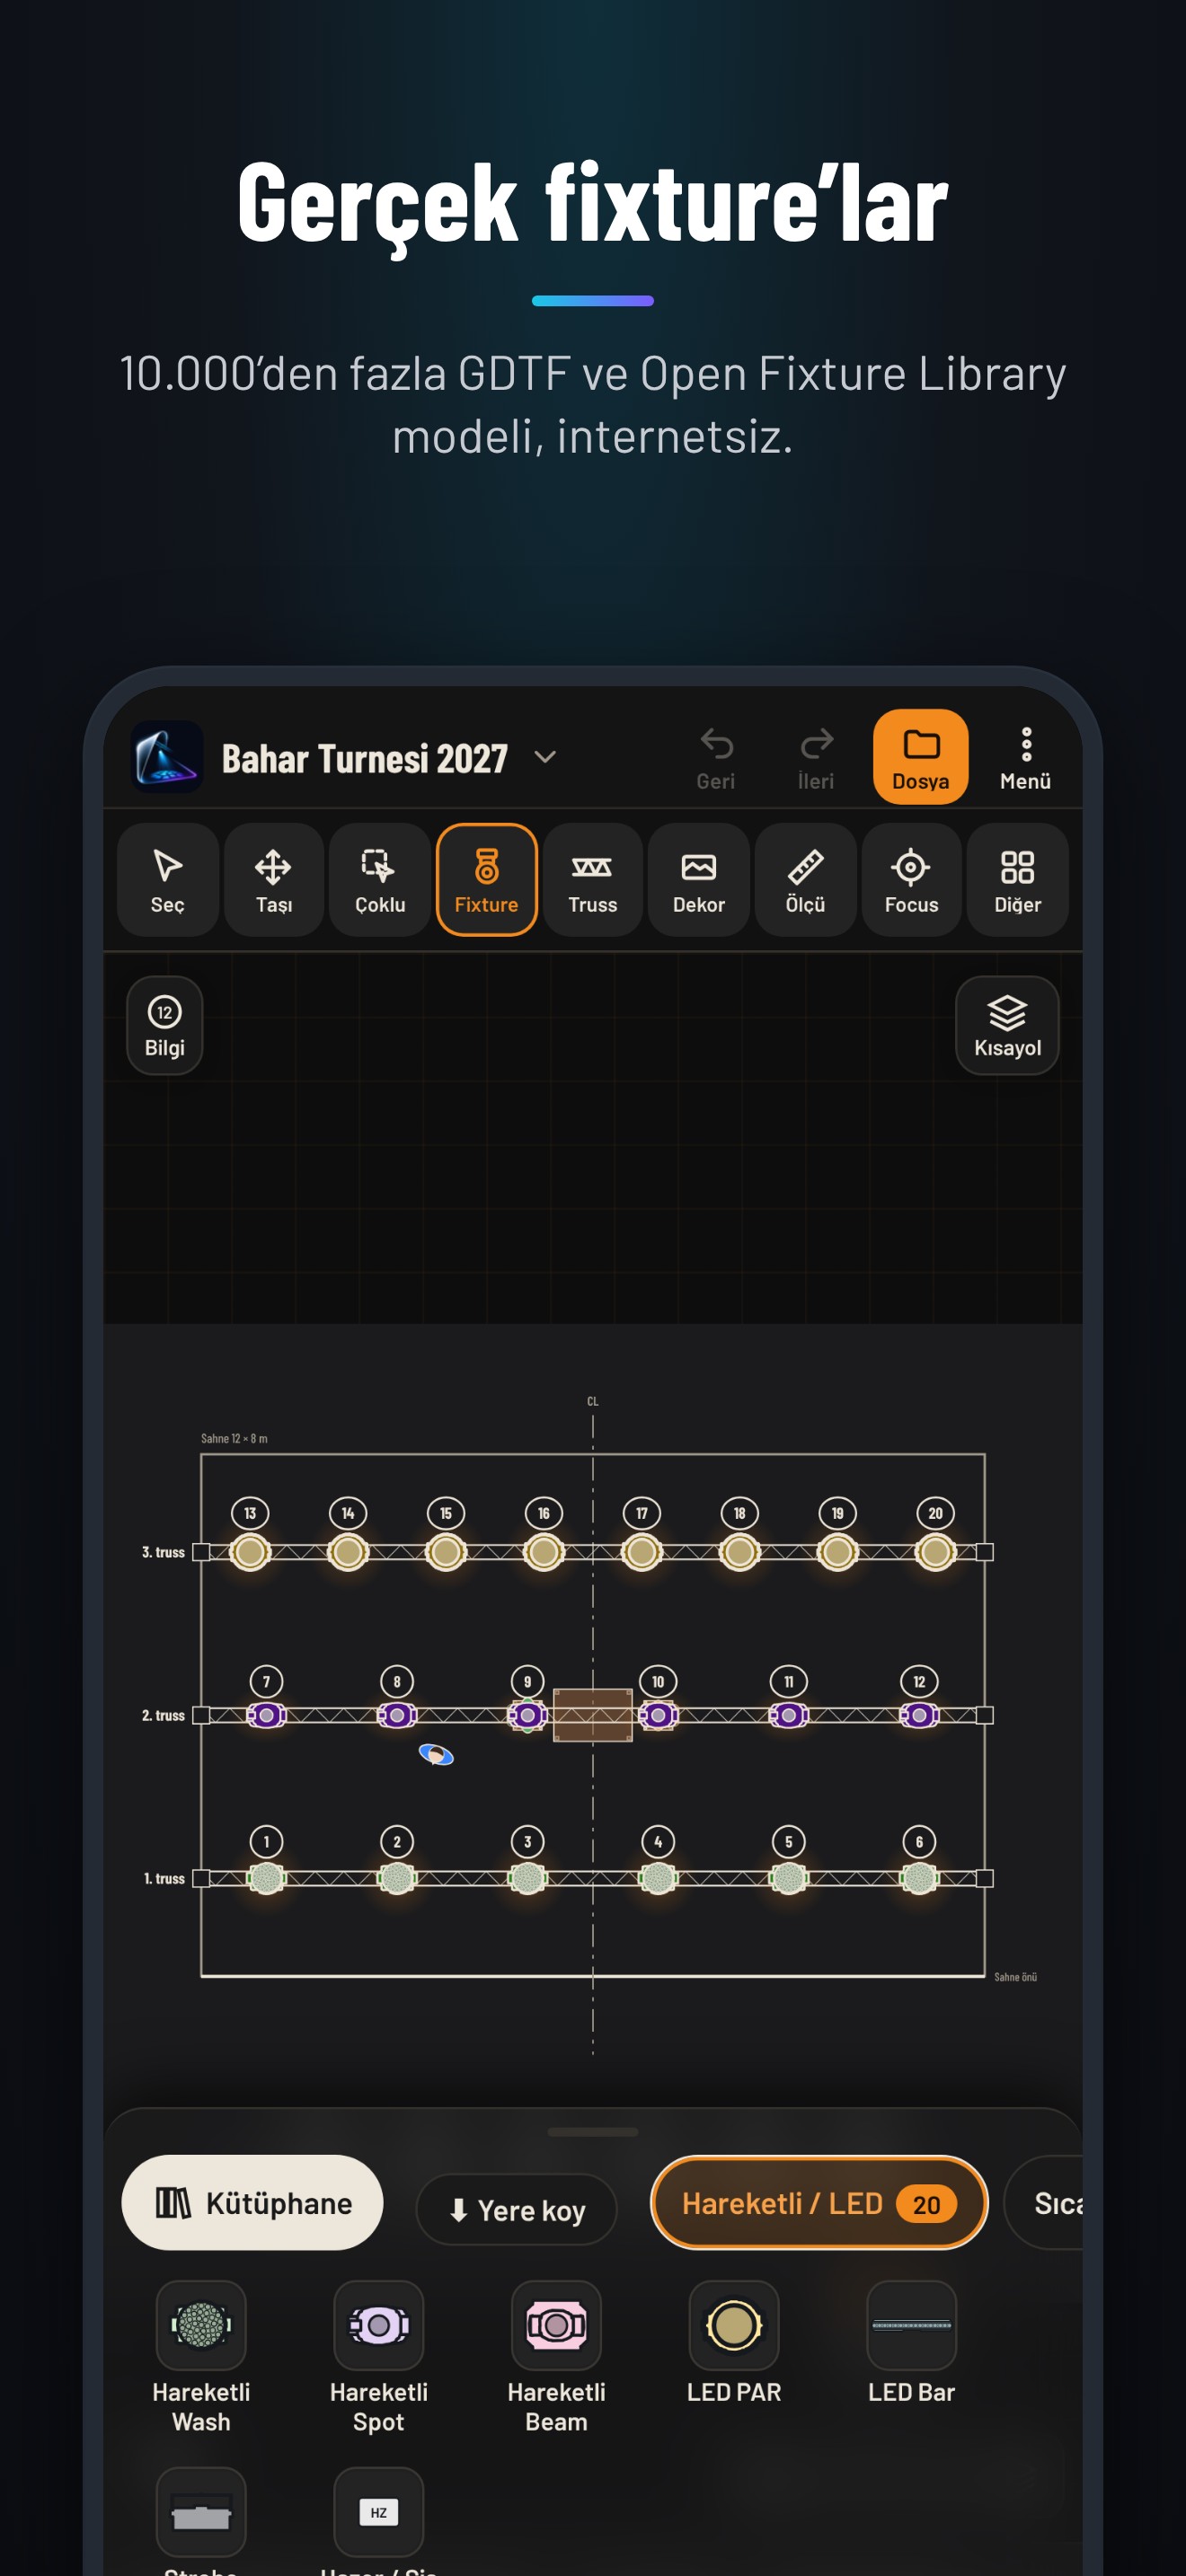 Gerçek fixture’lar
10.000’den fazla GDTF ve Open Fixture Library
modeli, internetsiz.
Bahar Turnesi 2027
Geri
İleri
Dosya
Menü
Seç
Taşı
Çoklu
Fixture
Truss
Dekor
Ölçü
Focus
Diğer
12
Bilgi
Kısayol
CL
Sahne 12 × 8 m
13 14 15 16 17 18 19 20
3. truss
7 8 9 10 11 12
2. truss
1 2 3 4 5 6
1. truss
Sahne önü
Kütüphane
⬇ Yere koy
Hareketli / LED 20
Hareketli
Wash
Hareketli
Spot
Hareketli
Beam
LED PAR
LED Bar
HZ